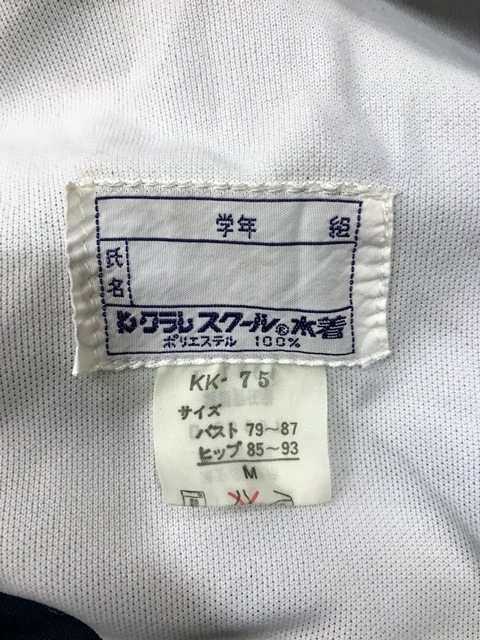 学年 組
氏名
クラレスクール®水着
ポリエステル 100%
KK-75
サイズ
バスト 79~87
ヒップ 85~93
M